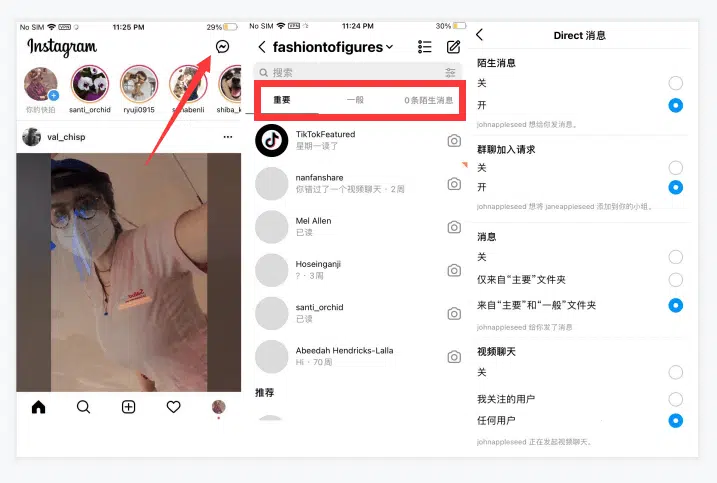 No SIM VPN 11:25 PM 29%
Instagram
你的快拍 santi_orchid ryuji0915 shiba_k
val_chisp
No SIM VPN 11:24 PM 30%
fashiontofigures
搜索
重要 一般 0条陌生消息
TikTokFeatured
星期一读了
nanfanshare
你错过了一个视频聊天 · 2周
Mel Allen
已读
Hoseinganji
? · 3周
santi_orchid
已读
Abeedah Hendricks-Lalla
Hi · 70周
推荐
Direct 消息
陌生消息
关
开
johnappleseed 想给你发消息。
群聊加入请求
关
开
johnappleseed 想将 janeappleseed 添加到你的小组。
消息
关
仅来自“主要”文件夹
来自“主要”和“一般”文件夹
johnappleseed 给你发了消息
视频聊天
关
我关注的用户
任何用户
johnappleseed 正在发起视频聊天。